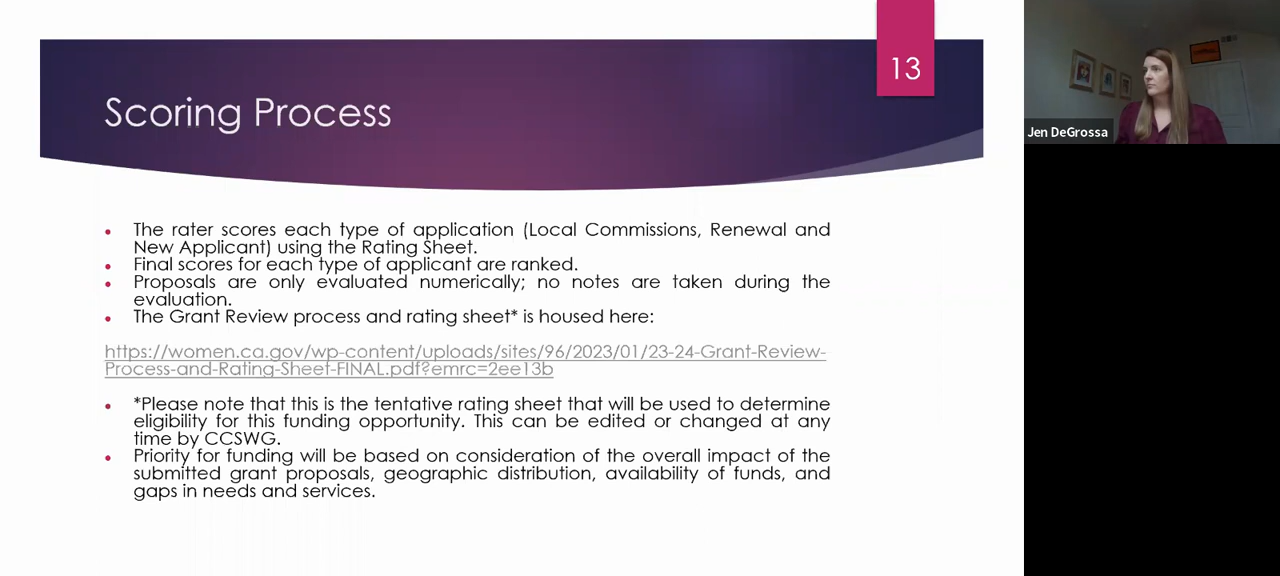 13
Scoring Process
Jen DeGrossa
• The rater scores each type of application (Local Commissions, Renewal and
New Applicant) using the Rating Sheet.
• Final scores for each type of applicant are ranked.
• Proposals are only evaluated numerically; no notes are taken during the
evaluation.
• The Grant Review process and rating sheet* is housed here:
https://women.ca.gov/wp-content/uploads/sites/96/2023/01/23-24-Grant-Review-
Process-and-Rating-Sheet-FINAL.pdf?emrc=2ee13b
• *Please note that this is the tentative rating sheet that will be used to determine
eligibility for this funding opportunity. This can be edited or changed at any
time by CCSWG.
• Priority for funding will be based on consideration of the overall impact of the
submitted grant proposals, geographic distribution, availability of funds, and
gaps in needs and services.